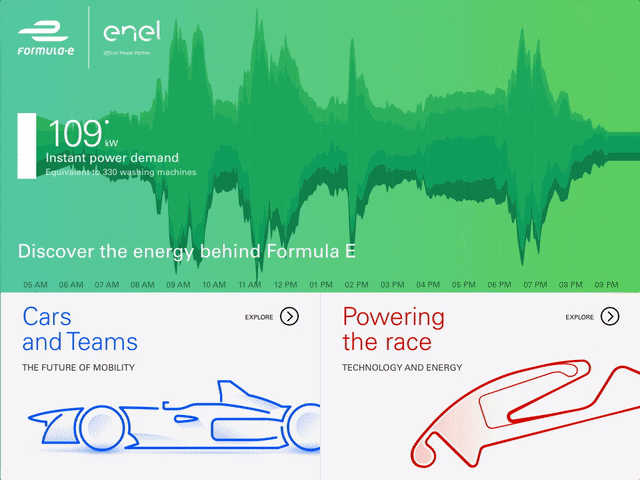 FORMULA-E
enel
Official Power Partner
109
kW
Instant power demand
Equivalent to 330 washing machines
Discover the energy behind Formula E
05 AM 06 AM 07 AM 08 AM 09 AM 10 AM 11 AM 12 PM 01 PM 02 PM 03 PM 04 PM 05 PM 06 PM 07 PM 08 PM 09 PM
Cars
and Teams
EXPLORE
THE FUTURE OF MOBILITY
Powering
the race
EXPLORE
TECHNOLOGY AND ENERGY